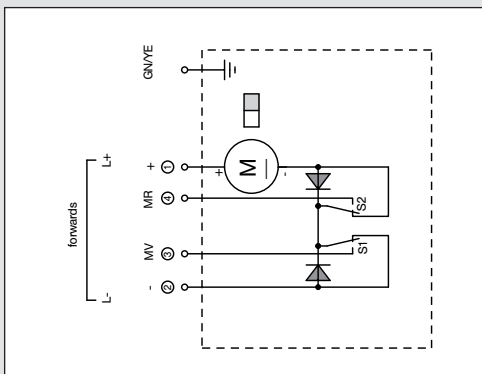 GN/YE
L+
+ 1
MR 4
forwards
MV 3
L-
- 2
+ M -
S2
S1